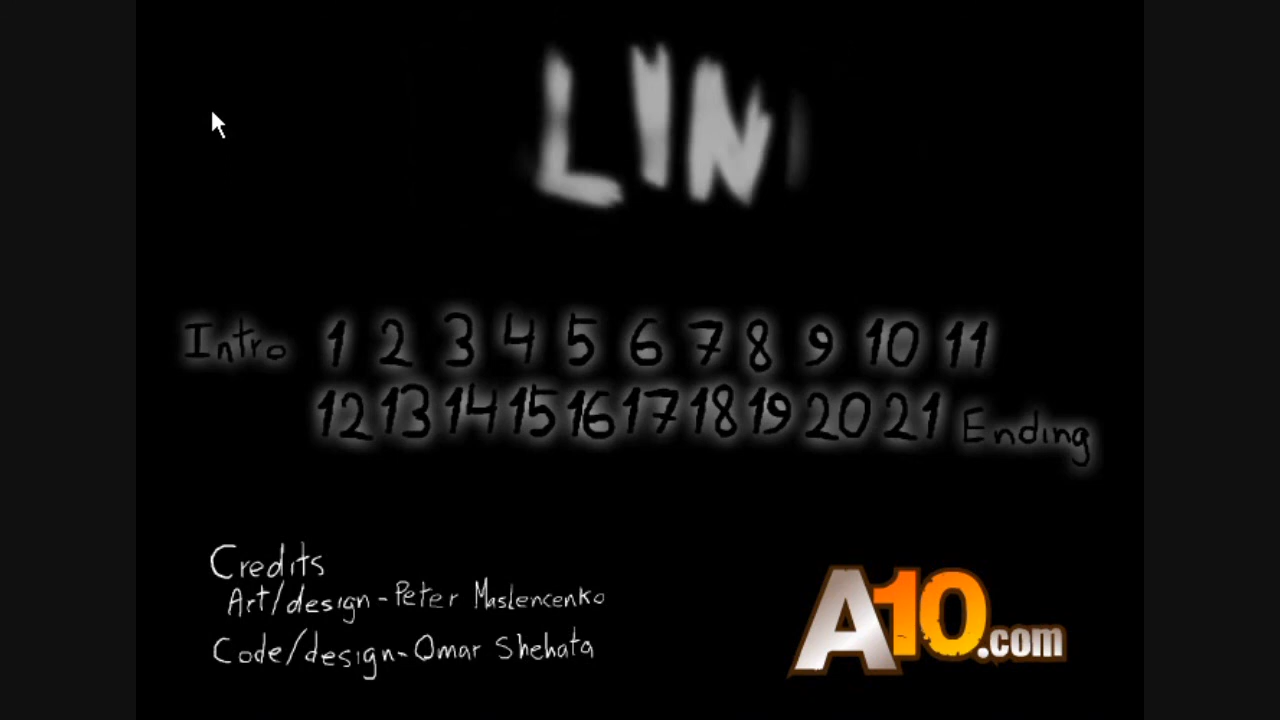 LIN
Intro 1 2 3 4 5 6 7 8 9 10 11
12 13 14 15 16 17 18 19 20 21 Ending
Credits
Art/design-Peter Maslencenko
Code/design-Omar Shehata
A10.com